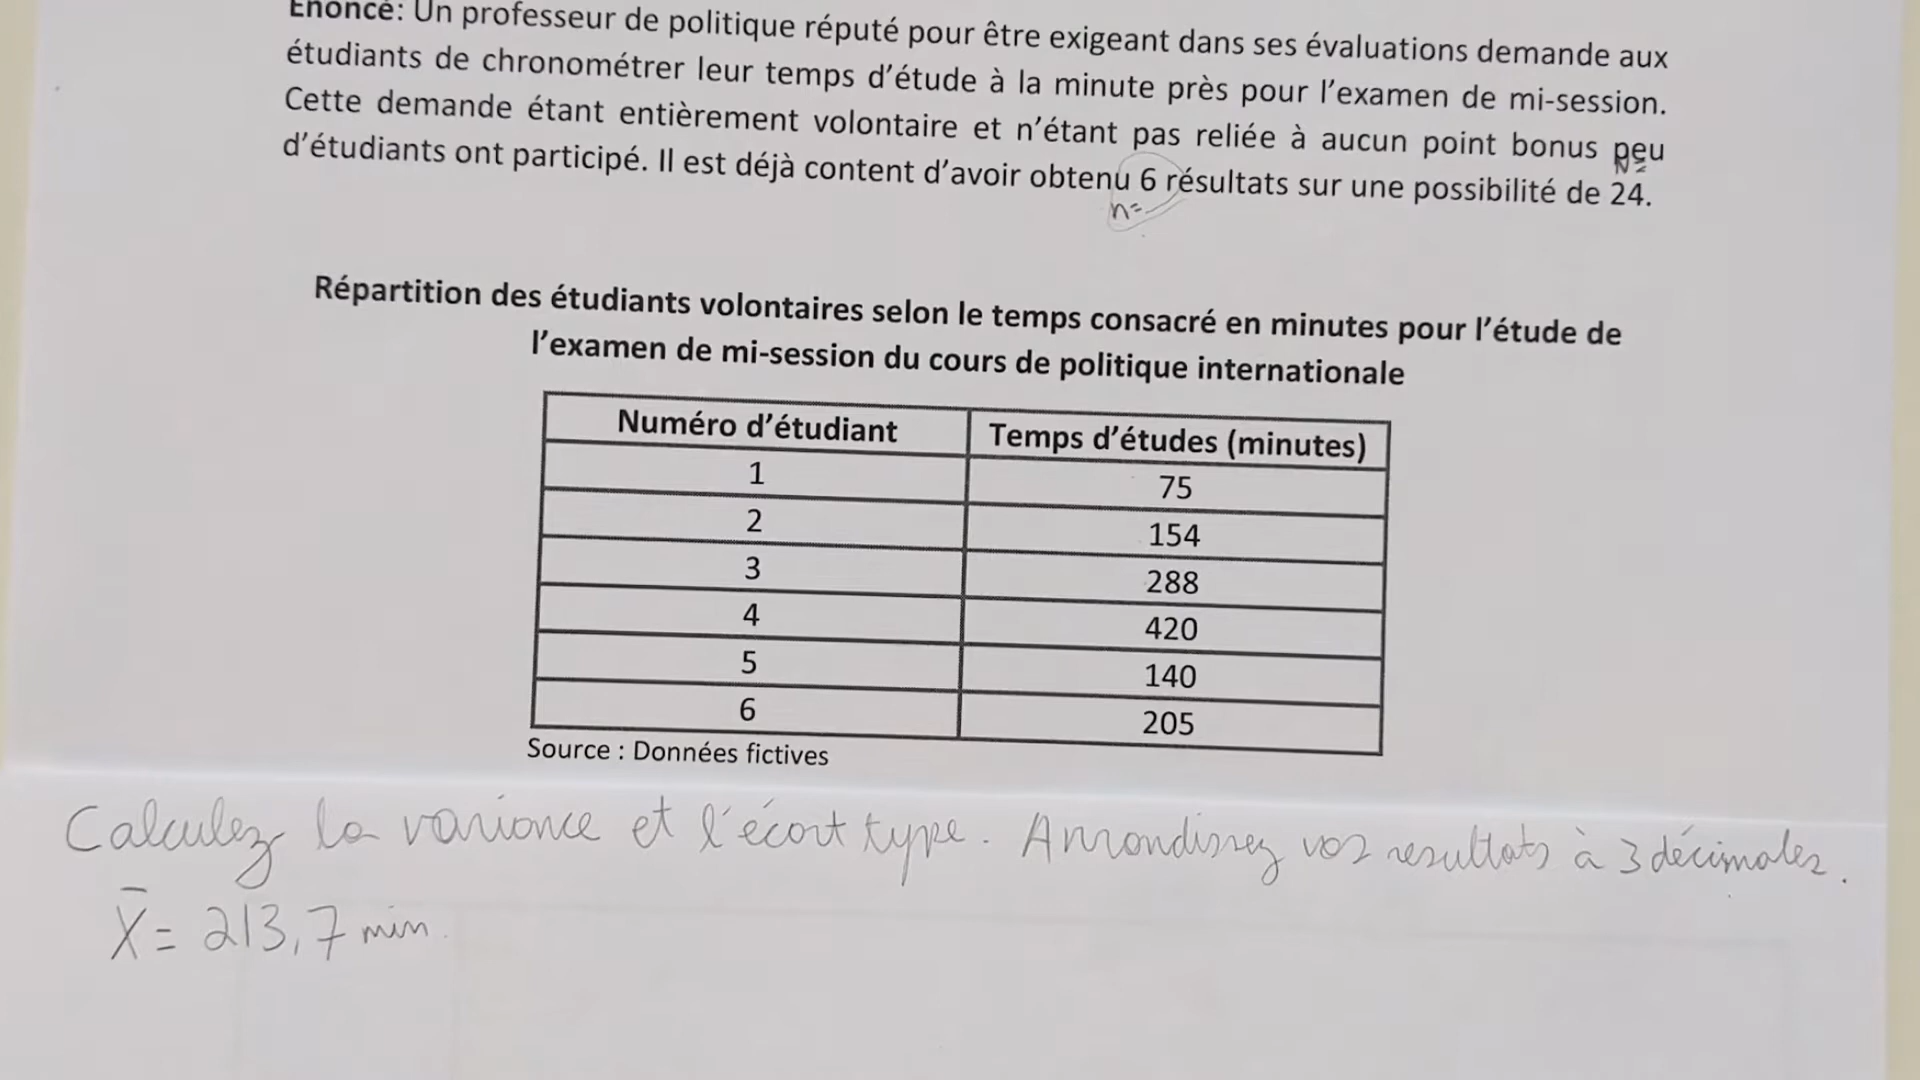 Enoncé: Un professeur de politique réputé pour être exigeant dans ses évaluations demande aux
étudiants de chronométrer leur temps d'étude à la minute près pour l'examen de mi-session.
Cette demande étant entièrement volontaire et n'étant pas reliée à aucun point bonus peu
N=
d'étudiants ont participé. Il est déjà content d'avoir obtenu 6 résultats sur une possibilité de 24.
n=
Répartition des étudiants volontaires selon le temps consacré en minutes pour l'étude de
l'examen de mi-session du cours de politique internationale
Numéro d'étudiant Temps d'études (minutes)
1 75
2 154
3 288
4 420
5 140
6 205
Source : Données fictives
Calculez la variance et l'écart type. Arrondissez vos resultats à 3 décimales.
X̄ = 213,7 min.